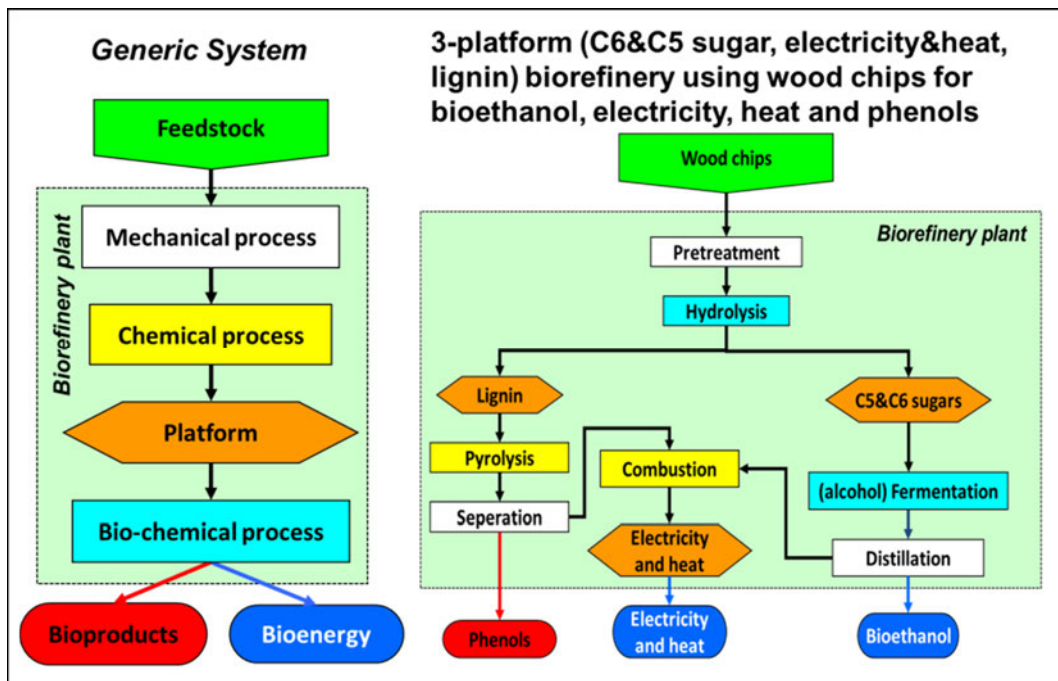 Generic System
Feedstock
Biorefinery plant
Mechanical process
Chemical process
Platform
Bio-chemical process
Bioproducts
Bioenergy
3-platform (C6&C5 sugar, electricity&heat,
lignin) biorefinery using wood chips for
bioethanol, electricity, heat and phenols
Wood chips
Biorefinery plant
Pretreatment
Hydrolysis
Lignin
C5&C6 sugars
Pyrolysis
Combustion
(alcohol) Fermentation
Seperation
Electricity
and heat
Distillation
Phenols
Electricity
and heat
Bioethanol